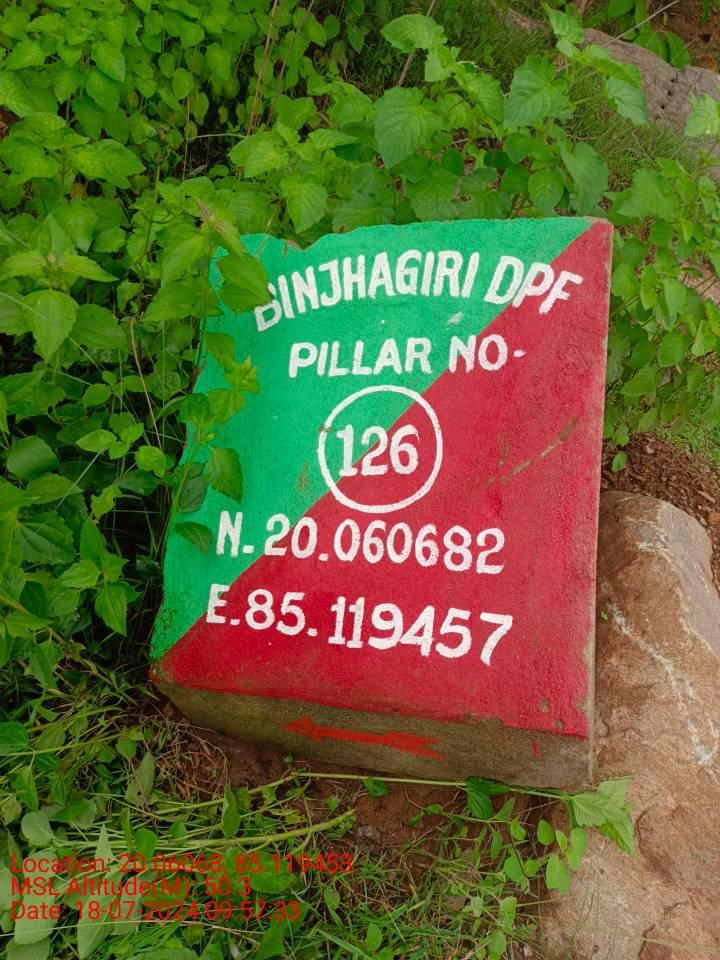 BINJHAGIRI DPF
PILLAR NO-
126
N. 20.060682
E. 85.119457
Location: 20.06068, 85.119453
MSL Altitude(M): 50.3
Date: 18-07-2024 09:57:33